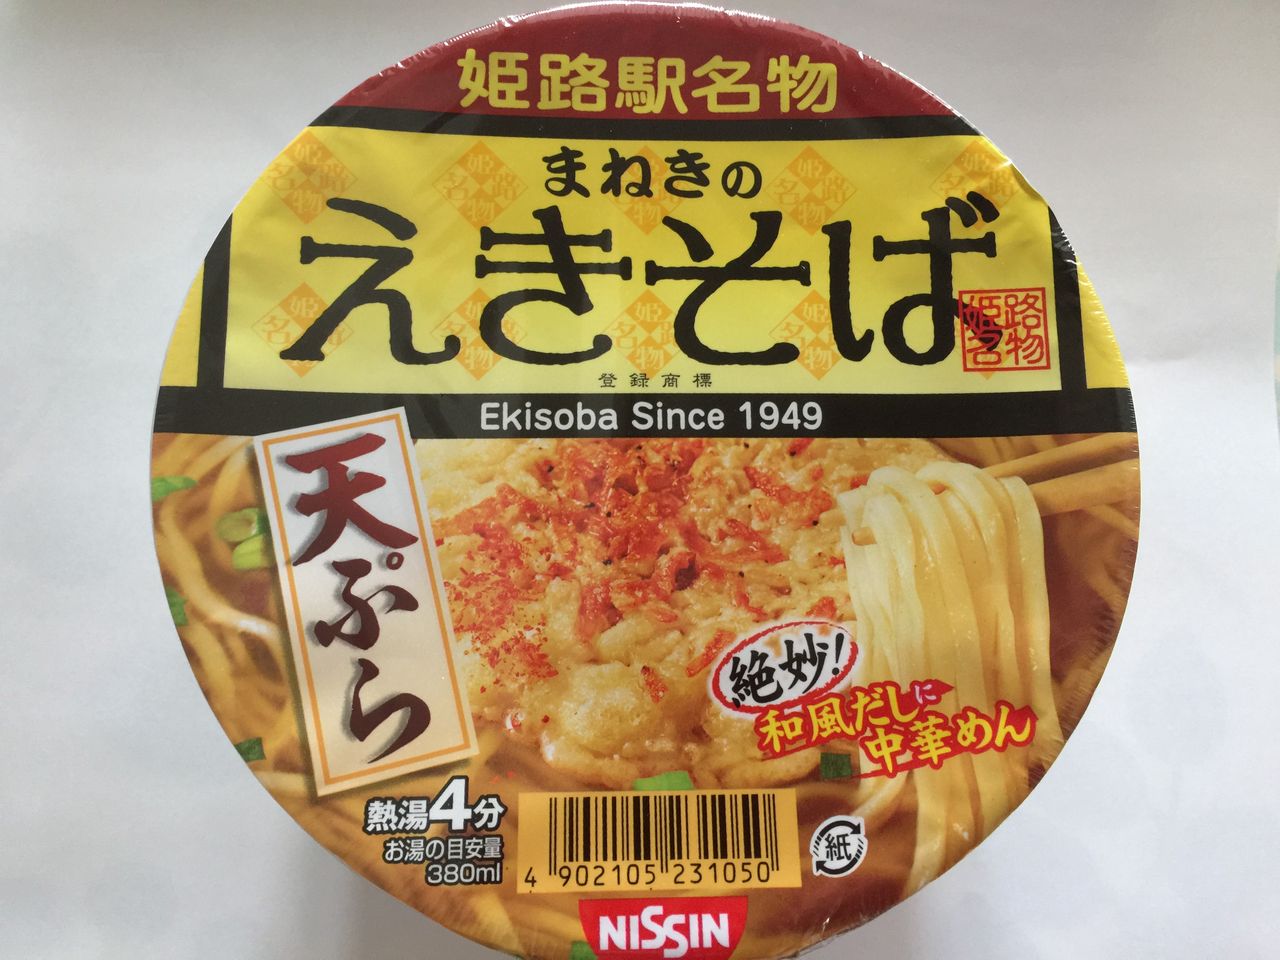 姫路駅名物
まねきの
えきそば
姫路
名物
登録商標
Ekisoba Since 1949
天ぷら
絶妙!
和風だしに
中華めん
熱湯4分
お湯の目安量
380ml
4 902105 231050
紙
NISSIN